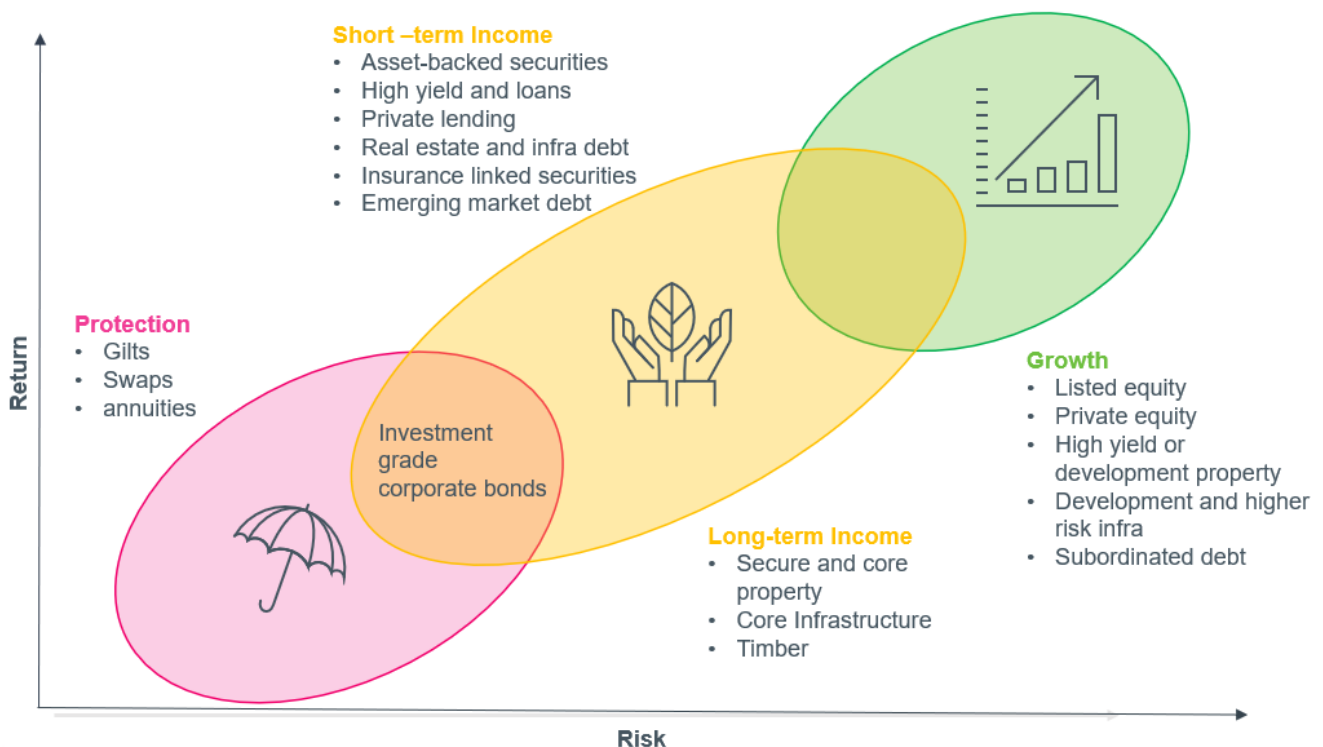 Short –term Income
• Asset-backed securities
• High yield and loans
• Private lending
• Real estate and infra debt
• Insurance linked securities
• Emerging market debt
Protection
• Gilts
• Swaps
• annuities
Return
Investment
grade
corporate bonds
Growth
• Listed equity
• Private equity
• High yield or
development property
• Development and higher
risk infra
• Subordinated debt
Long-term Income
• Secure and core
property
• Core Infrastructure
• Timber
Risk